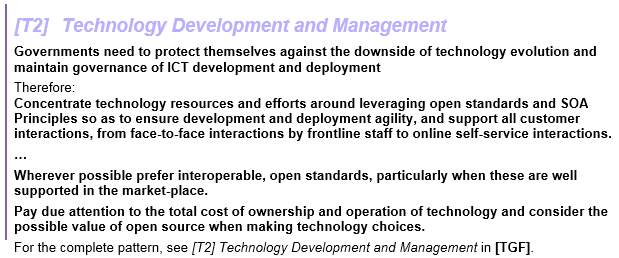 [T2] Technology Development and Management
Governments need to protect themselves against the downside of technology evolution and
maintain governance of ICT development and deployment
Therefore:
Concentrate technology resources and efforts around leveraging open standards and SOA
Principles so as to ensure development and deployment agility, and support all customer
interactions, from face-to-face interactions by frontline staff to online self-service interactions.
…
Wherever possible prefer interoperable, open standards, particularly when these are well
supported in the market-place.
Pay due attention to the total cost of ownership and operation of technology and consider the
possible value of open source when making technology choices.
For the complete pattern, see [T2] Technology Development and Management in [TGF].